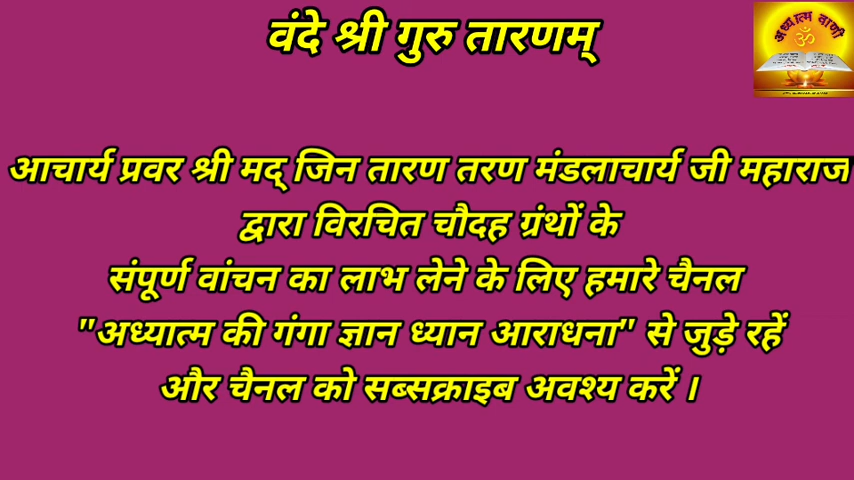 वंदे श्री गुरु तारणम्
अध्यात्म वाणी
ॐ
आचार्य प्रवर श्री मद् जिन तारण तरण मंडलाचार्य जी महाराज
द्वारा विरचित चौदह ग्रंथों के
संपूर्ण वांचन का लाभ लेने के लिए हमारे चैनल
"अध्यात्म की गंगा ज्ञान ध्यान आराधना" से जुड़े रहें
और चैनल को सब्सक्राइब अवश्य करें ।